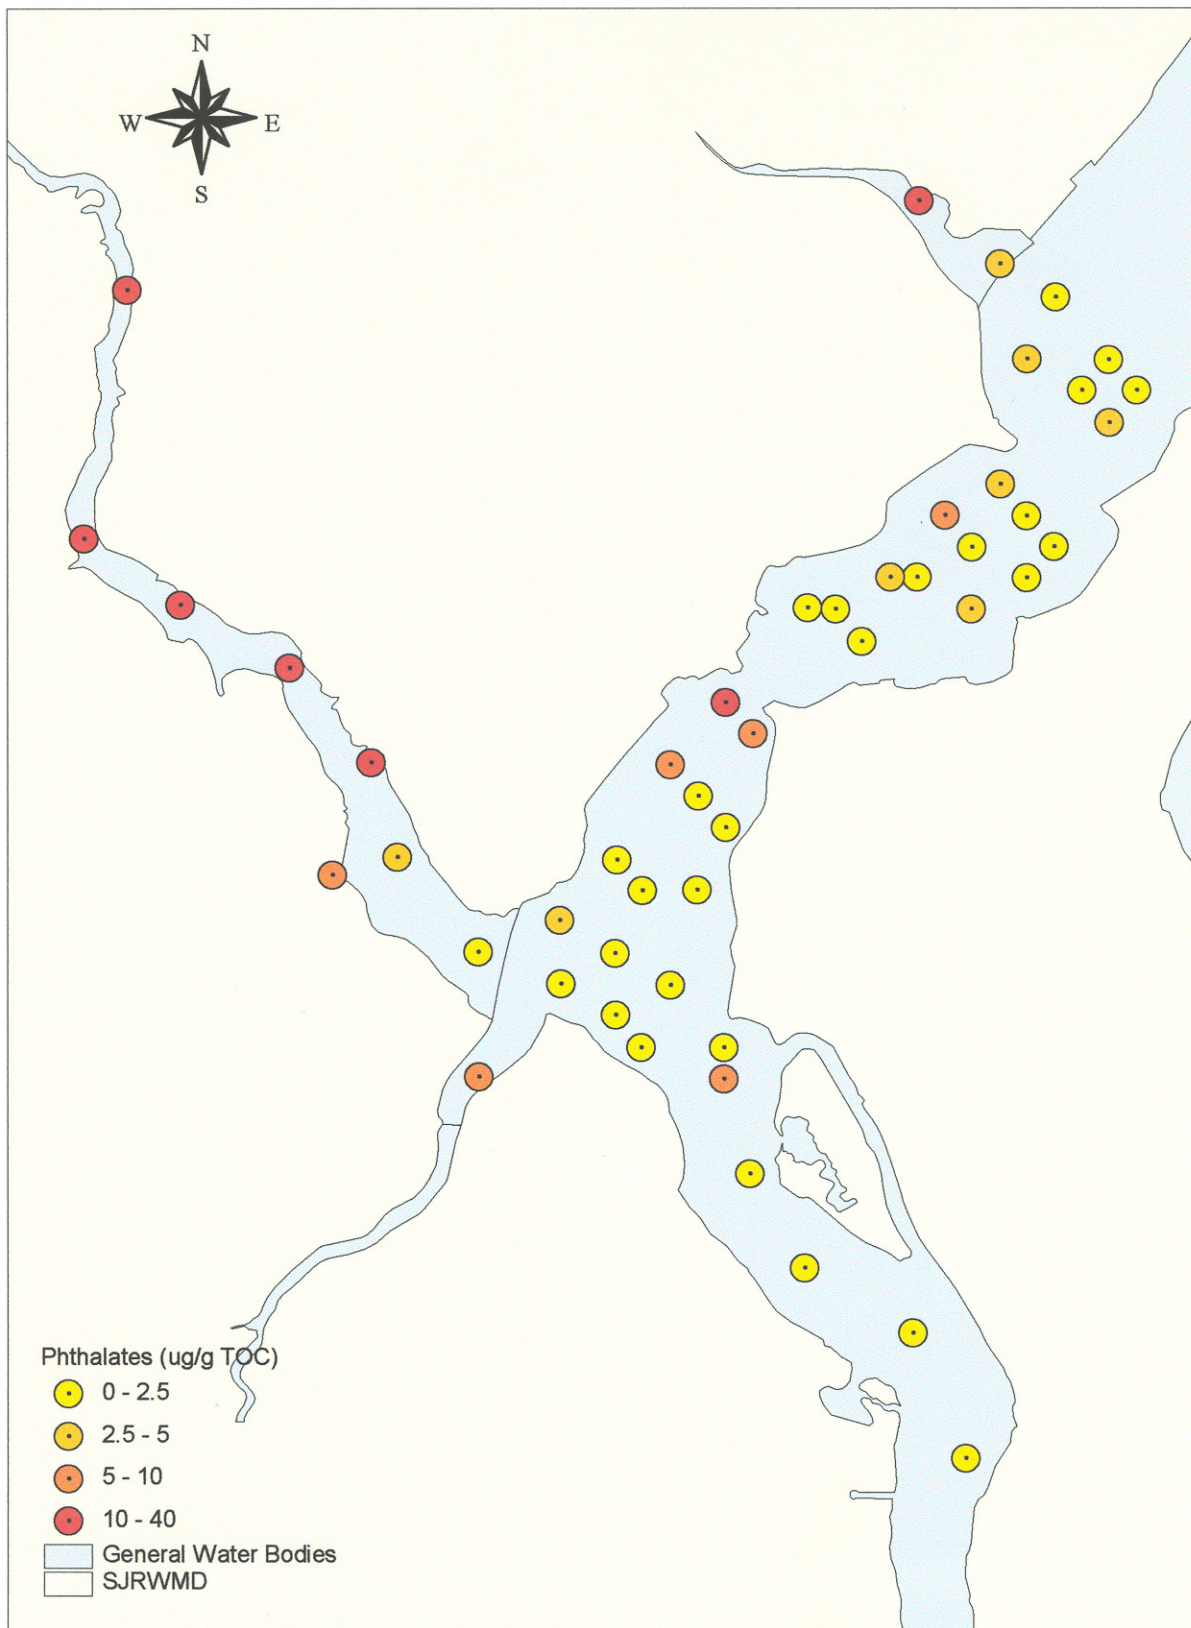 N
W E
S
Phthalates (ug/g TOC)
0 - 2.5
2.5 - 5
5 - 10
10 - 40
General Water Bodies
SJRWMD